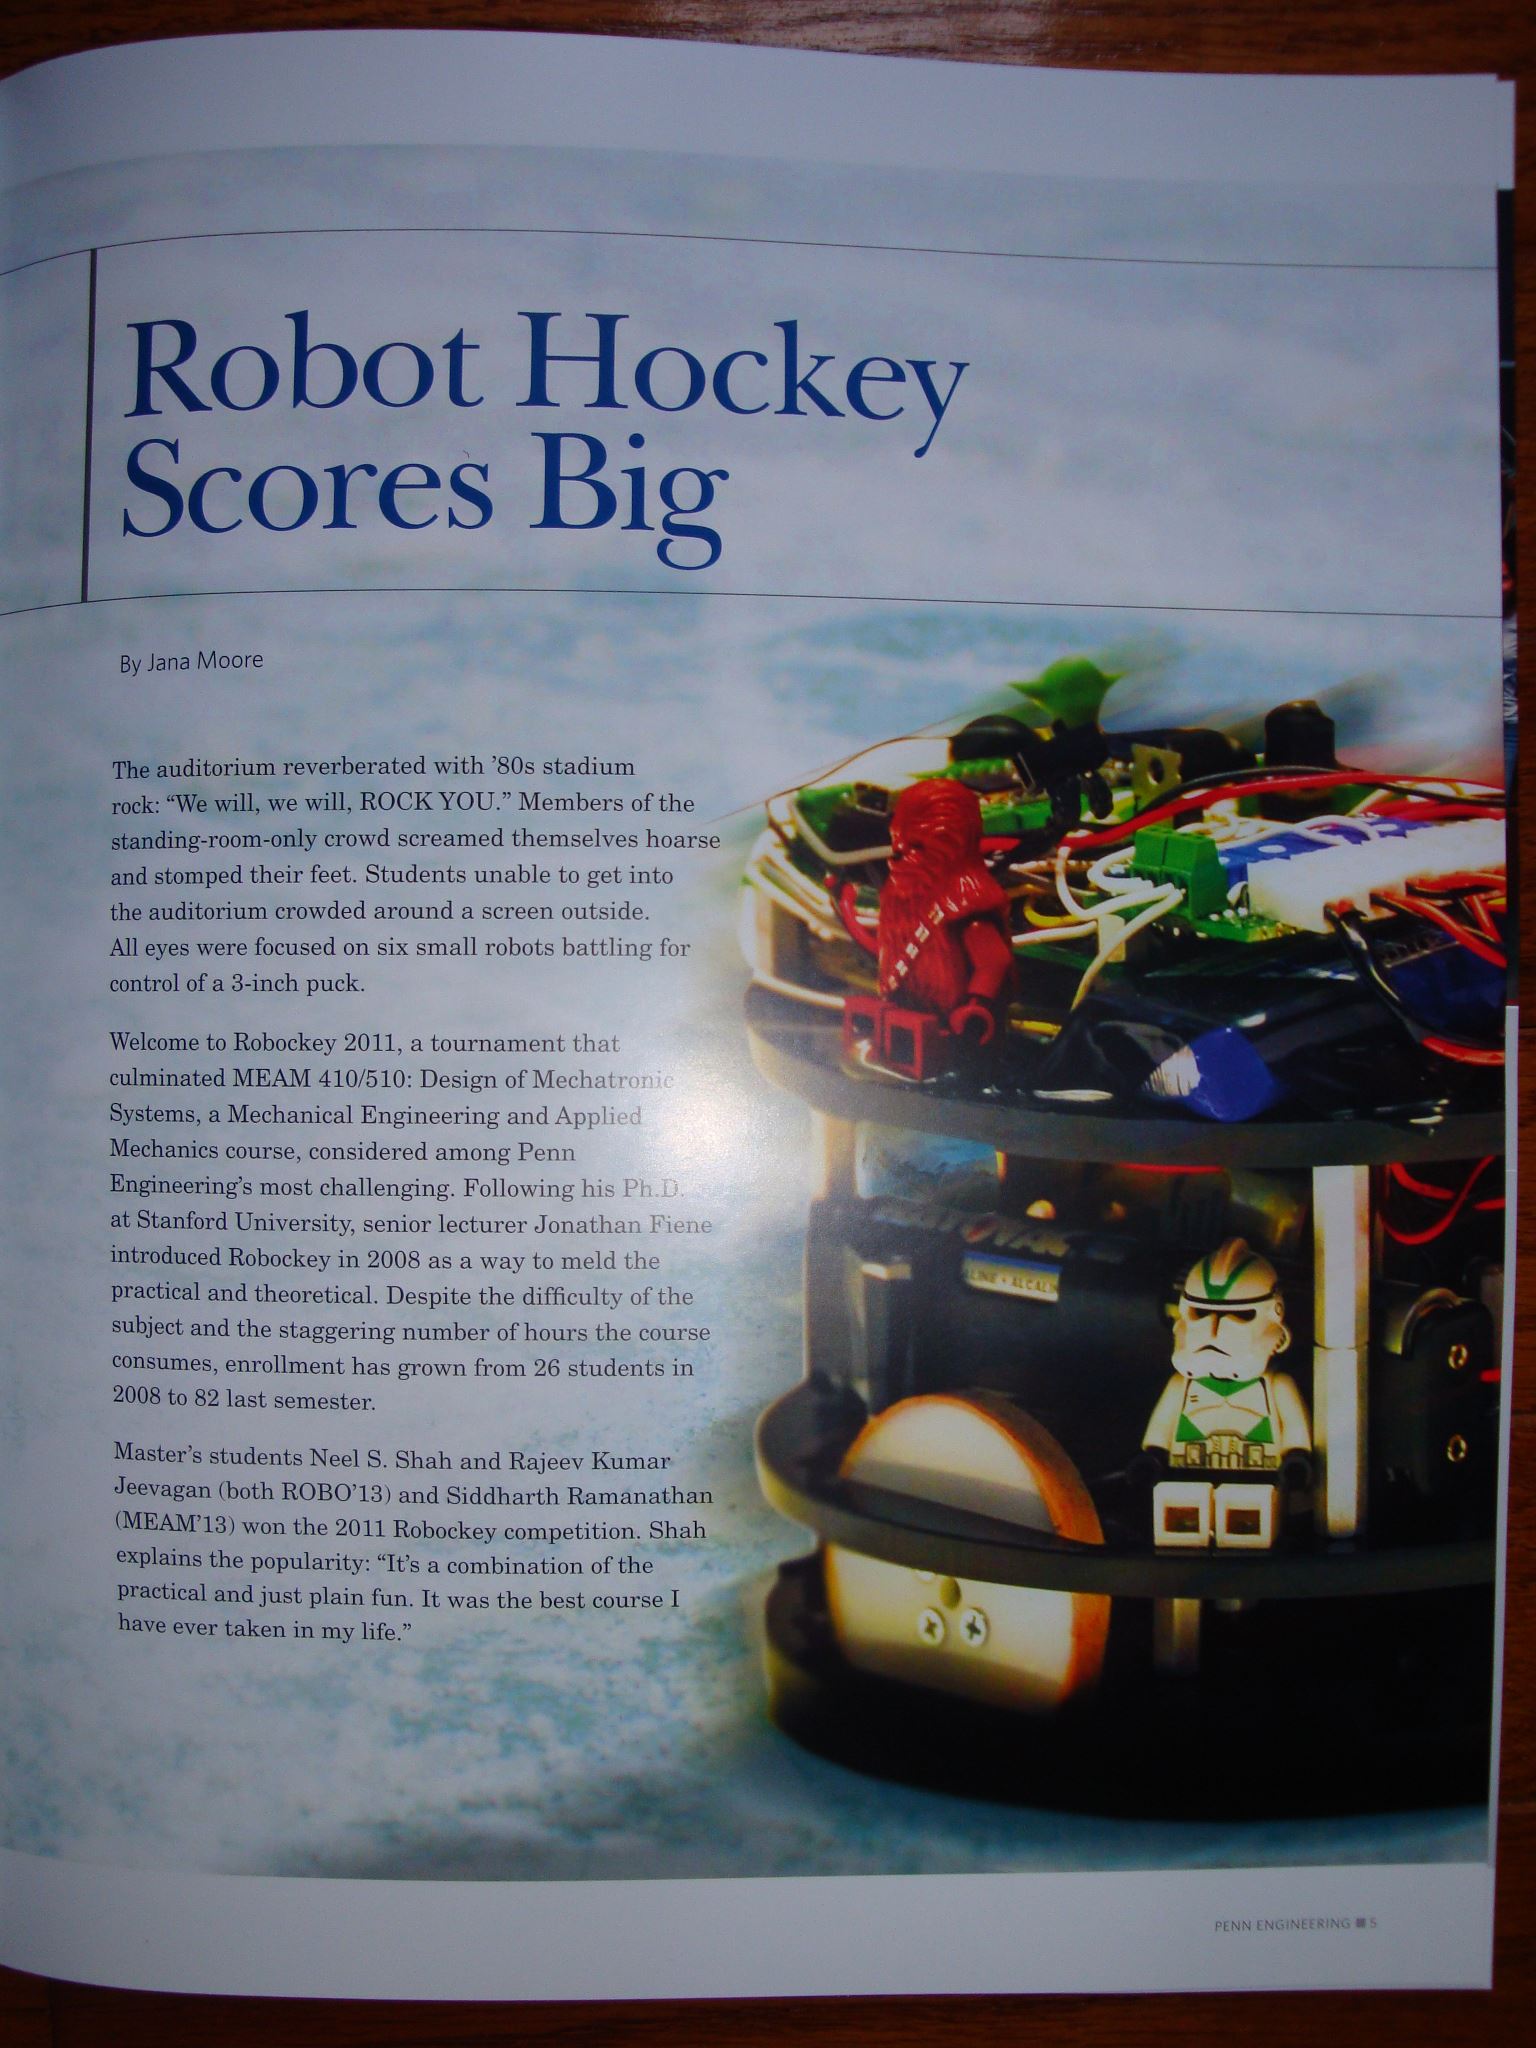 Robot Hockey
Scores Big
By Jana Moore
The auditorium reverberated with ’80s stadium
rock: “We will, we will, ROCK YOU.” Members of the
standing-room-only crowd screamed themselves hoarse
and stomped their feet. Students unable to get into
the auditorium crowded around a screen outside.
All eyes were focused on six small robots battling for
control of a 3-inch puck.
Welcome to Robockey 2011, a tournament that
culminated MEAM 410/510: Design of Mechatronic
Systems, a Mechanical Engineering and Applied
Mechanics course, considered among Penn
Engineering’s most challenging. Following his Ph.D.
at Stanford University, senior lecturer Jonathan Fiene
introduced Robockey in 2008 as a way to meld the
practical and theoretical. Despite the difficulty of the
subject and the staggering number of hours the course
consumes, enrollment has grown from 26 students in
2008 to 82 last semester.
Master’s students Neel S. Shah and Rajeev Kumar
Jeevagan (both ROBO’13) and Siddharth Ramanathan
(MEAM’13) won the 2011 Robockey competition. Shah
explains the popularity: “It’s a combination of the
practical and just plain fun. It was the best course I
have ever taken in my life.”
PENN ENGINEERING ■ 5